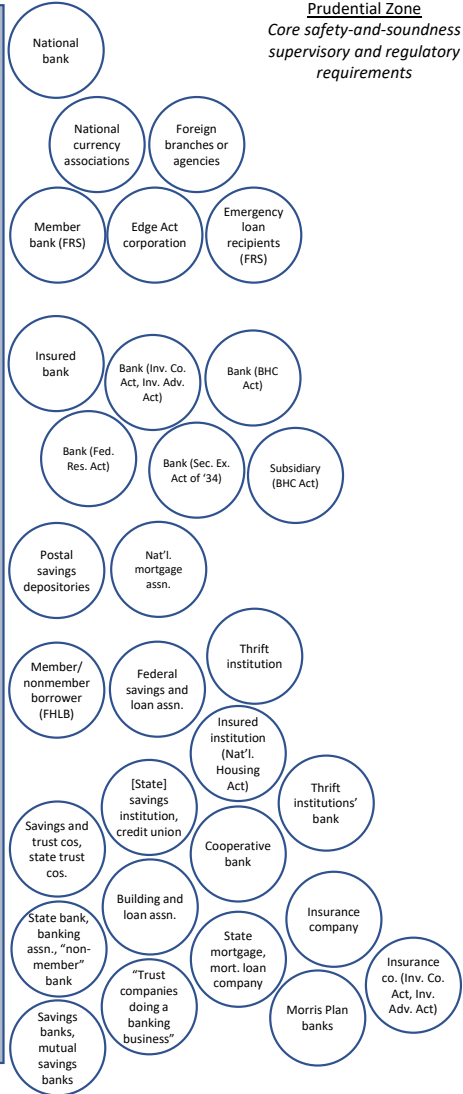 Prudential Zone
Core safety-and-soundness
supervisory and regulatory
requirements
National
bank
National
currency
associations
Foreign
branches or
agencies
Member
bank (FRS)
Edge Act
corporation
Emergency
loan
recipients
(FRS)
Insured
bank
Bank (Inv. Co.
Act, Inv. Adv.
Act)
Bank (BHC
Act)
Bank (Fed.
Res. Act)
Bank (Sec. Ex.
Act of ‘34)
Subsidiary
(BHC Act)
Postal
savings
depositories
Nat’l.
mortgage
assn.
Thrift
institution
Member/
nonmember
borrower
(FHLB)
Federal
savings and
loan assn.
Insured
institution
(Nat’l.
Housing
Act)
[State]
savings
institution,
credit union
Thrift
institutions’
bank
Savings and
trust cos,
state trust
cos.
Cooperative
bank
Building and
loan assn.
Insurance
company
State bank,
banking
assn., “non-
member”
bank
State
mortgage,
mort. loan
company
Insurance
co. (Inv. Co.
Act, Inv.
Adv. Act)
“Trust
companies
doing a
banking
business”
Morris Plan
banks
Savings
banks,
mutual
savings
banks